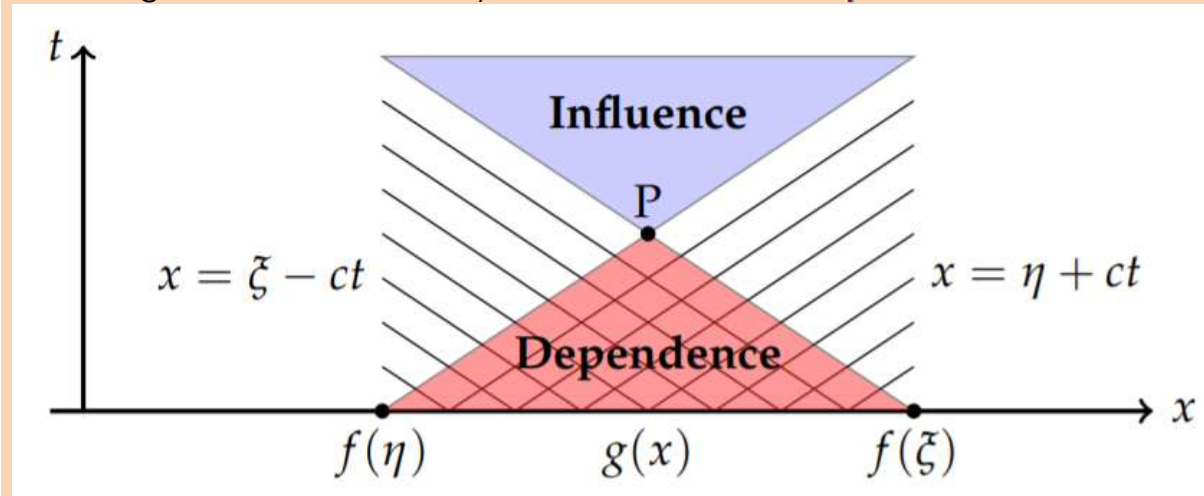 t
Influence
P
x = ξ − ct
x = η + ct
Dependence
x
f(η)
g(x)
f(ξ)